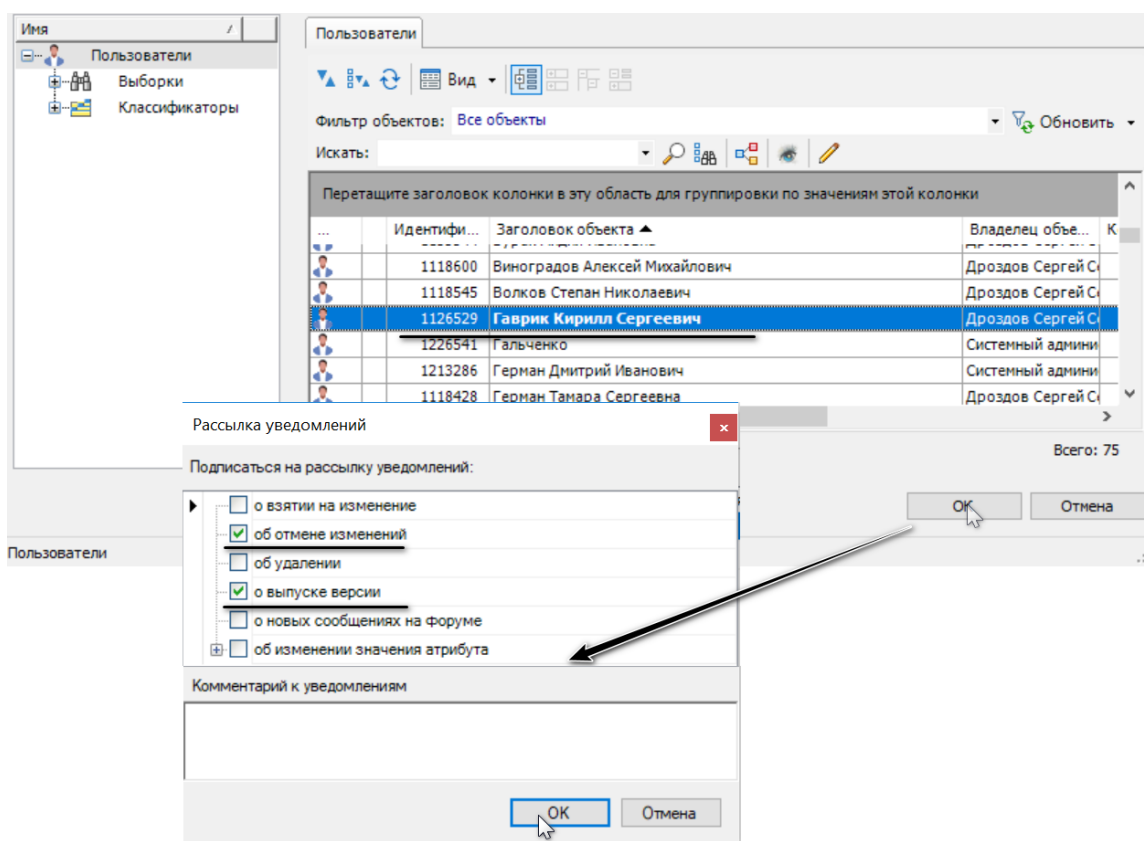 Имя
Пользователи
Выборки
Классификаторы
Пользователи
Вид
Фильтр объектов: Все объекты
Обновить
Искать:
Перетащите заголовок колонки в эту область для группировки по значениям этой колонки
... Идентифи... Заголовок объекта Владелец объе... К
1118600 Виноградов Алексей Михайлович Дроздов Сергей С
1118545 Волков Степан Николаевич Дроздов Сергей С
1126529 Гаврик Кирилл Сергеевич Дроздов Сергей С
1226541 Гальченко Системный админи
1213286 Герман Дмитрий Иванович Системный админи
1118428 Герман Тамара Сергеевна Дроздов Сергей С
Всего: 75
OK Отмена
Пользователи
Рассылка уведомлений
Подписаться на рассылку уведомлений:
о взятии на изменение
об отмене изменений
об удалении
о выпуске версии
о новых сообщениях на форуме
об изменении значения атрибута
Комментарий к уведомлениям
OK Отмена